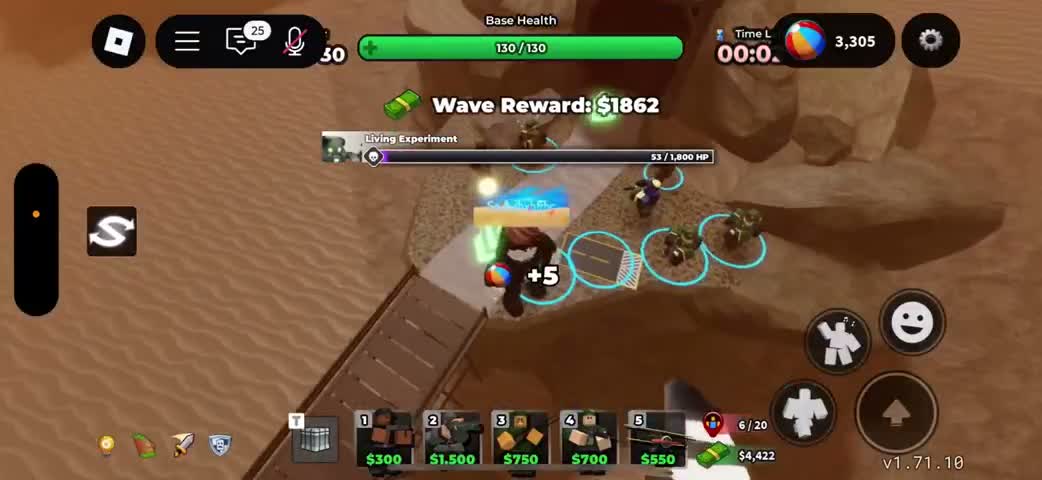 25
Base Health
130 / 130
Time L
00:0
3,305
Wave Reward: $1862
Living Experiment
53 / 1,800 HP
+5
T
1
2
3
4
5
$300
$1,500
$750
$700
$550
6 / 20
$4,422
v1.71.10